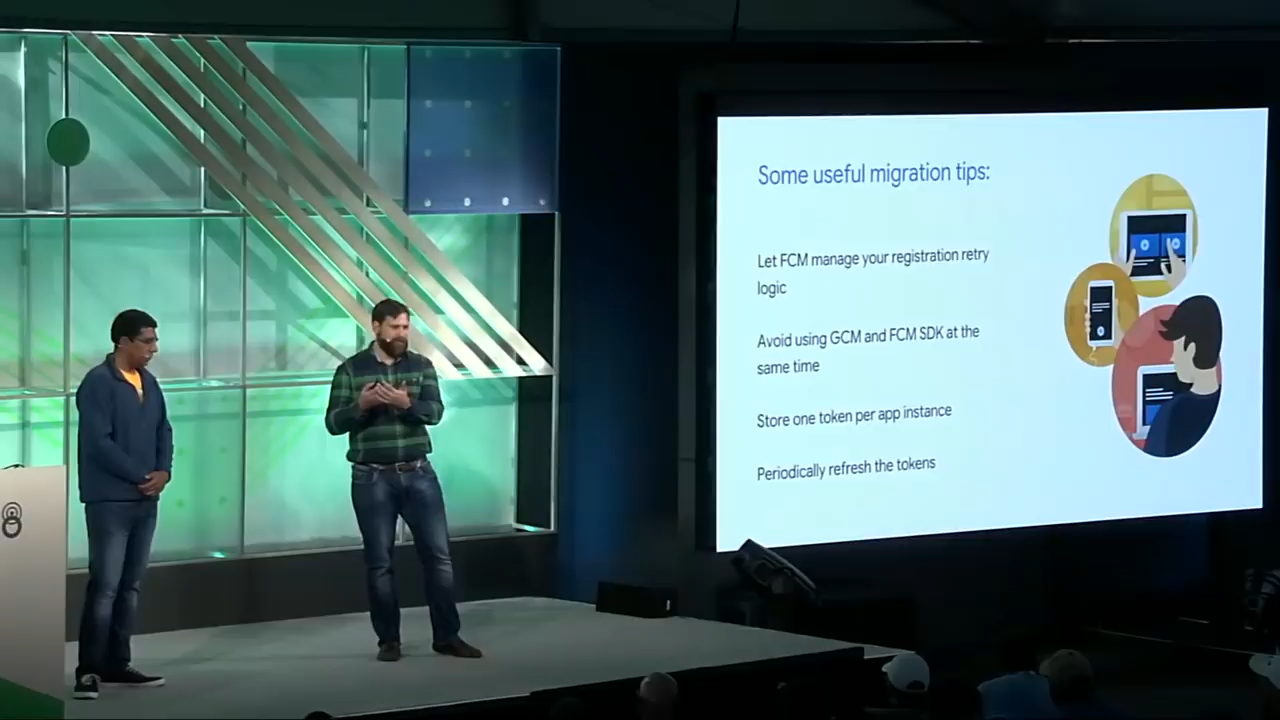 Some useful migration tips:
Let FCM manage your registration retry
logic
Avoid using GCM and FCM SDK at the
same time
Store one token per app instance
Periodically refresh the tokens